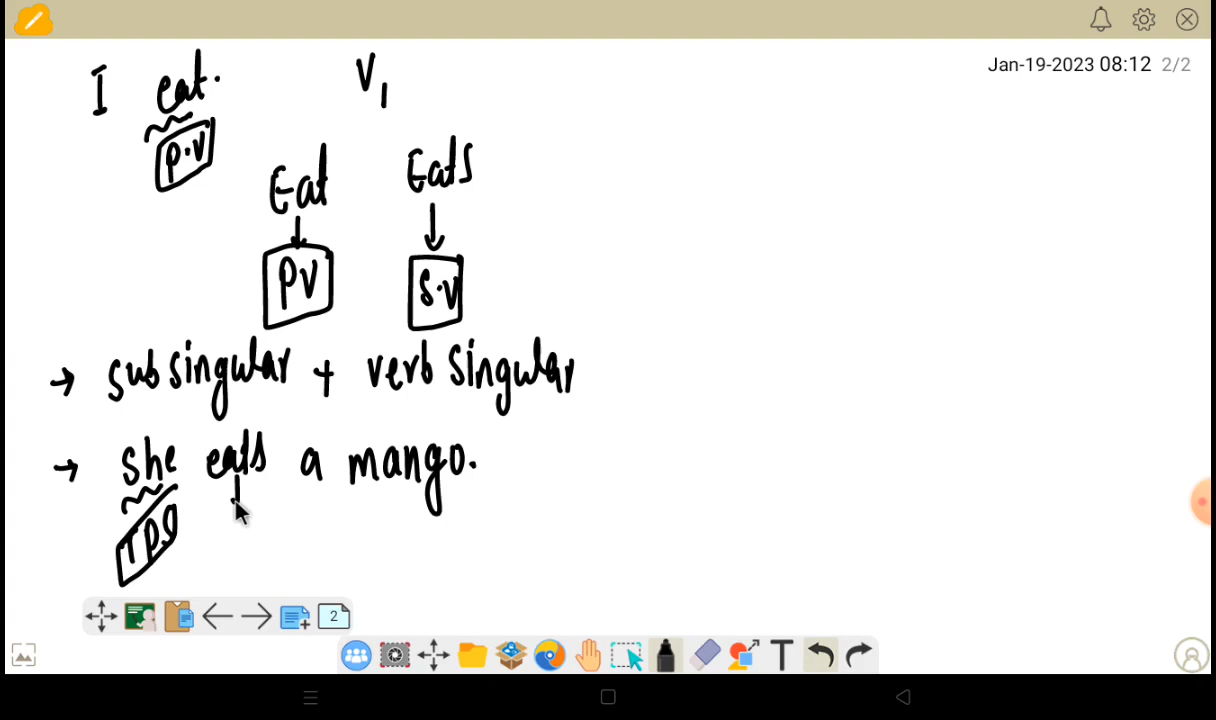 Jan-19-2023 08:12 2/2
I eat. V1
P.V
Eat Eats
PV S.V
→ sub singular + verb singular
→ she eats a mango.
TPS
2
T